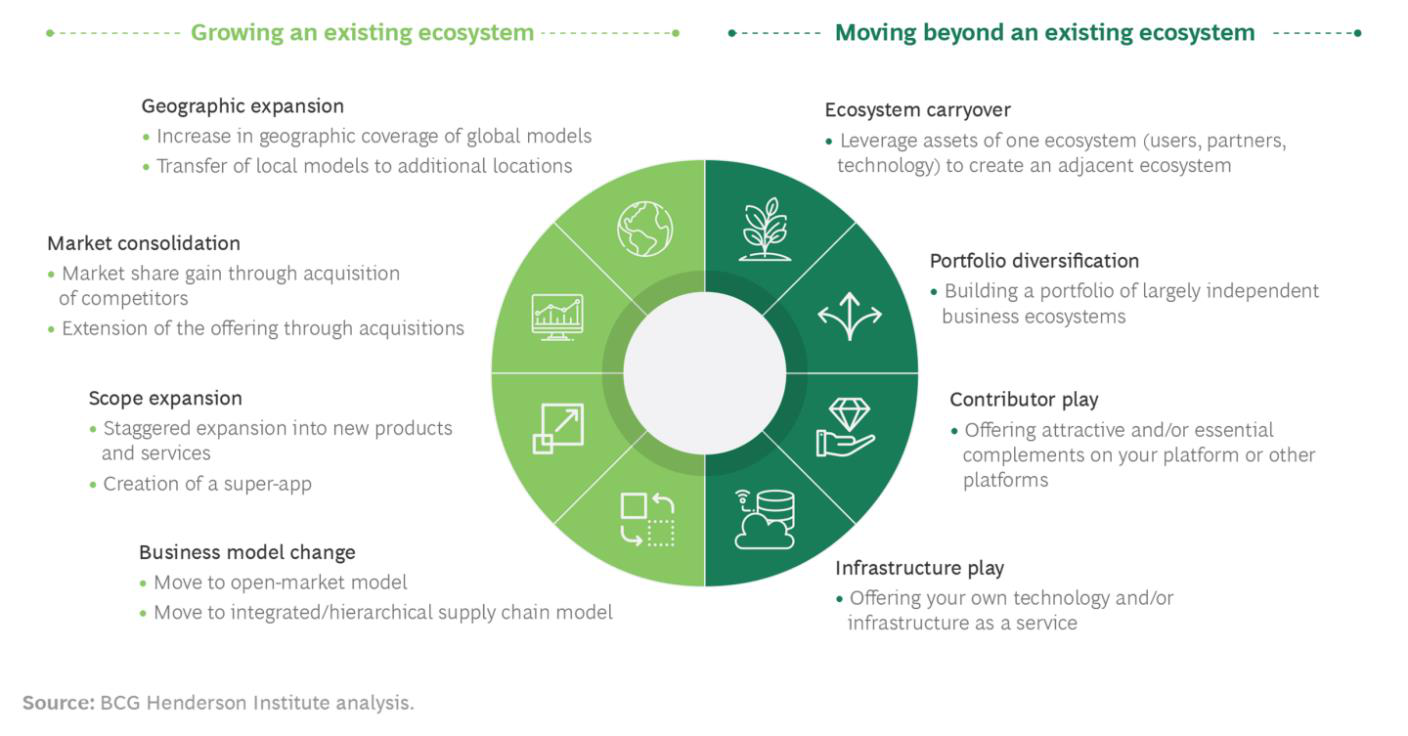 Growing an existing ecosystem
Geographic expansion
• Increase in geographic coverage of global models
• Transfer of local models to additional locations
Market consolidation
• Market share gain through acquisition
of competitors
• Extension of the offering through acquisitions
Scope expansion
• Staggered expansion into new products
and services
• Creation of a super-app
Business model change
• Move to open-market model
• Move to integrated/hierarchical supply chain model
Moving beyond an existing ecosystem
Ecosystem carryover
• Leverage assets of one ecosystem (users, partners,
technology) to create an adjacent ecosystem
Portfolio diversification
• Building a portfolio of largely independent
business ecosystems
Contributor play
• Offering attractive and/or essential
complements on your platform or other
platforms
Infrastructure play
• Offering your own technology and/or
infrastructure as a service
Source: BCG Henderson Institute analysis.